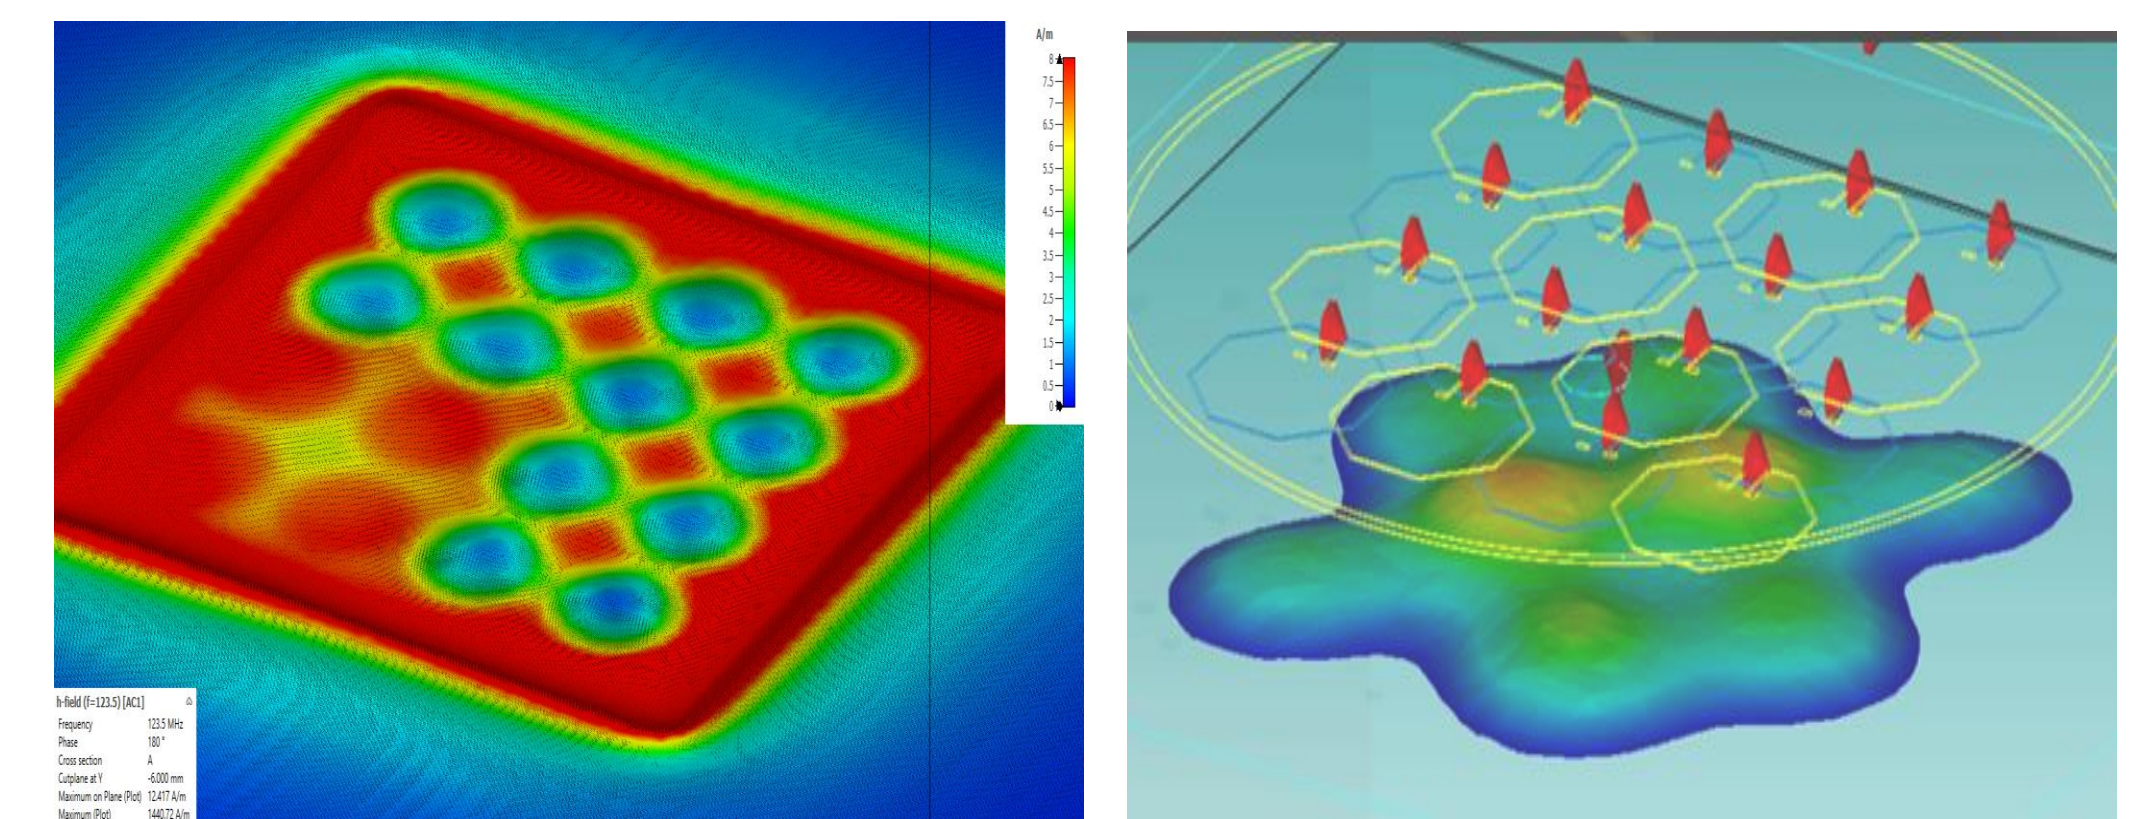 A/m
8
7.5
7
6.5
6
5.5
5
4.5
4
3.5
3
2.5
2
1.5
1
0.5
0
h-field (f=123.5) [AC1]
Frequency 123.5 MHz
Phase 180 °
Cross section A
Cutplane at Y -6.000 mm
Maximum on Plane (Plot) 12.417 A/m
Maximum (Plot) 1440.72 A/m